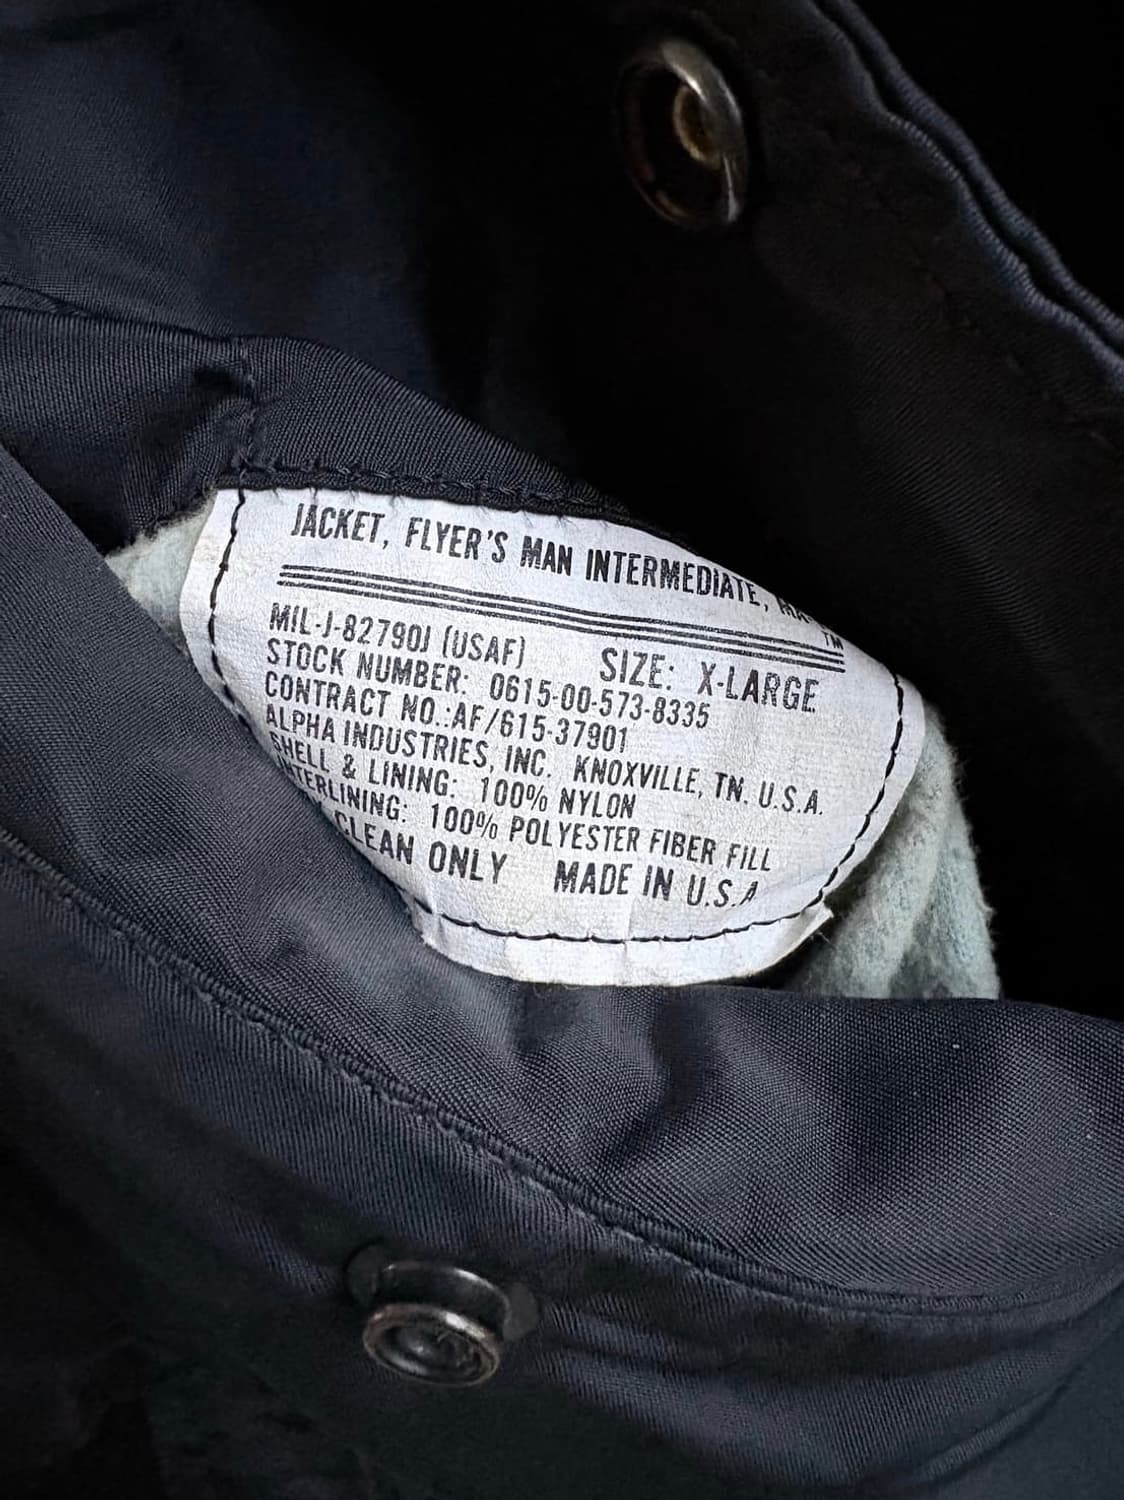 JACKET, FLYER'S MAN INTERMEDIATE,
TM
MIL-J-82790J (USAF) SIZE: X-LARGE
STOCK NUMBER: 0615-00-573-8335
CONTRACT NO.:AF/615-37901
ALPHA INDUSTRIES, INC. KNOXVILLE, TN. U.S.A.
SHELL & LINING: 100% NYLON
INTERLINING: 100% POLYESTER FIBER FILL
CLEAN ONLY MADE IN U.S.A